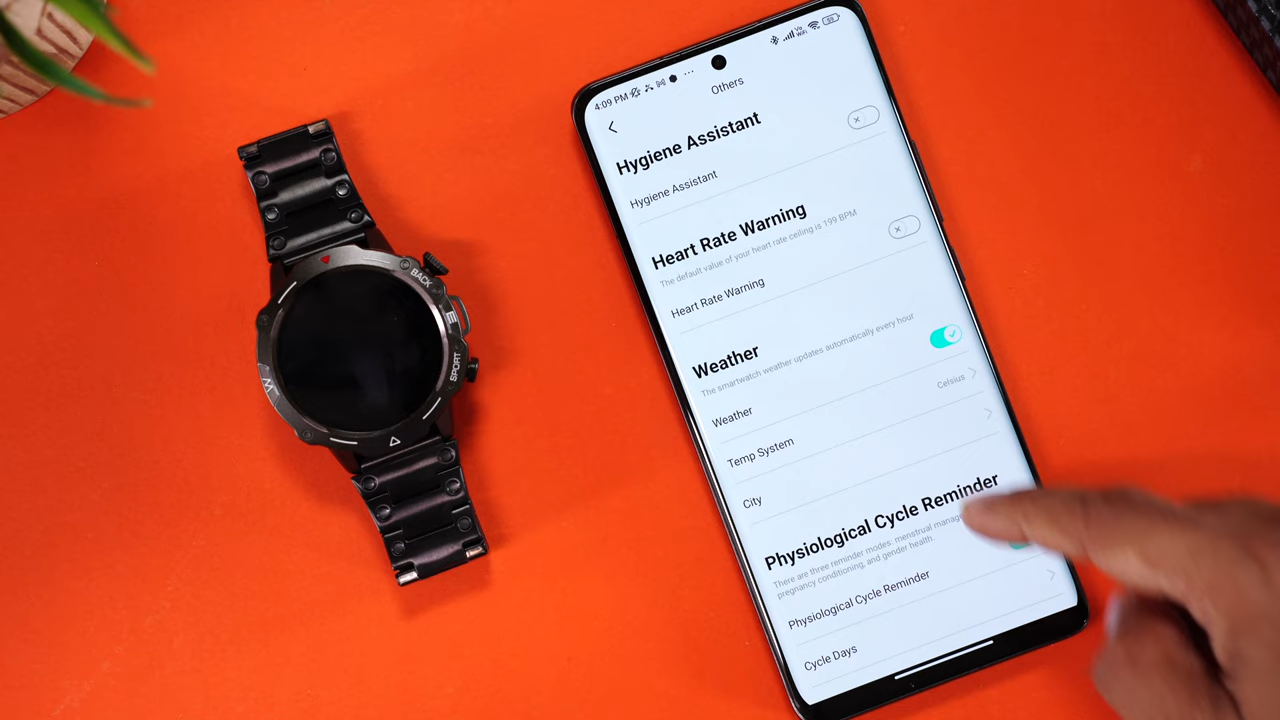 BACK
SPORT
4:09 PM
Vo
WiFi
59
Others
Hygiene Assistant
Hygiene Assistant
Heart Rate Warning
The default value of your heart rate ceiling is 199 BPM
Heart Rate Warning
Weather
The smartwatch weather updates automatically every hour
Weather
Temp System
Celsius
City
Physiological Cycle Reminder
There are three reminder modes: menstrual
pregnancy conditioning, and gender health.
Physiological Cycle Reminder
Cycle Days